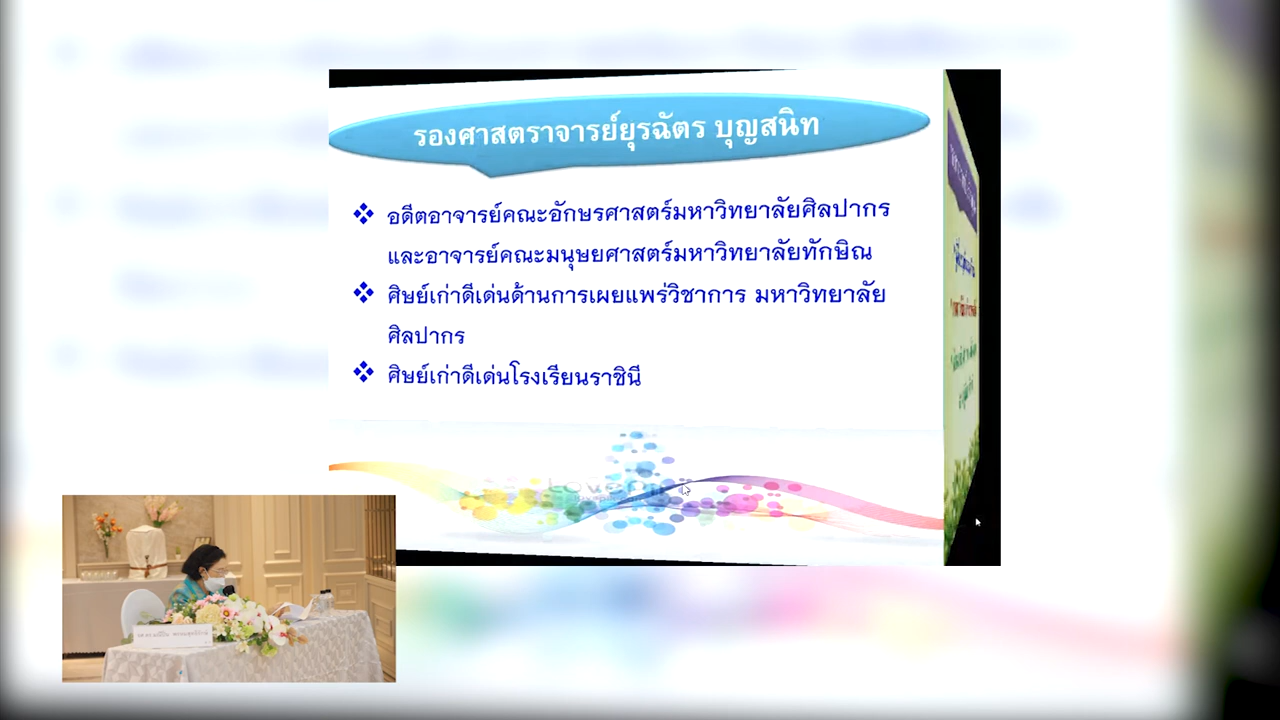 รองศาสตราจารย์ยุรฉัตร บุญสนิท
❖ อดีตอาจารย์คณะอักษรศาสตร์มหาวิทยาลัยศิลปากร
และอาจารย์คณะมนุษยศาสตร์มหาวิทยาลัยทักษิณ
❖ ศิษย์เก่าดีเด่นด้านการเผยแพร่วิชาการ มหาวิทยาลัย
ศิลปากร
❖ ศิษย์เก่าดีเด่นโรงเรียนราชินี